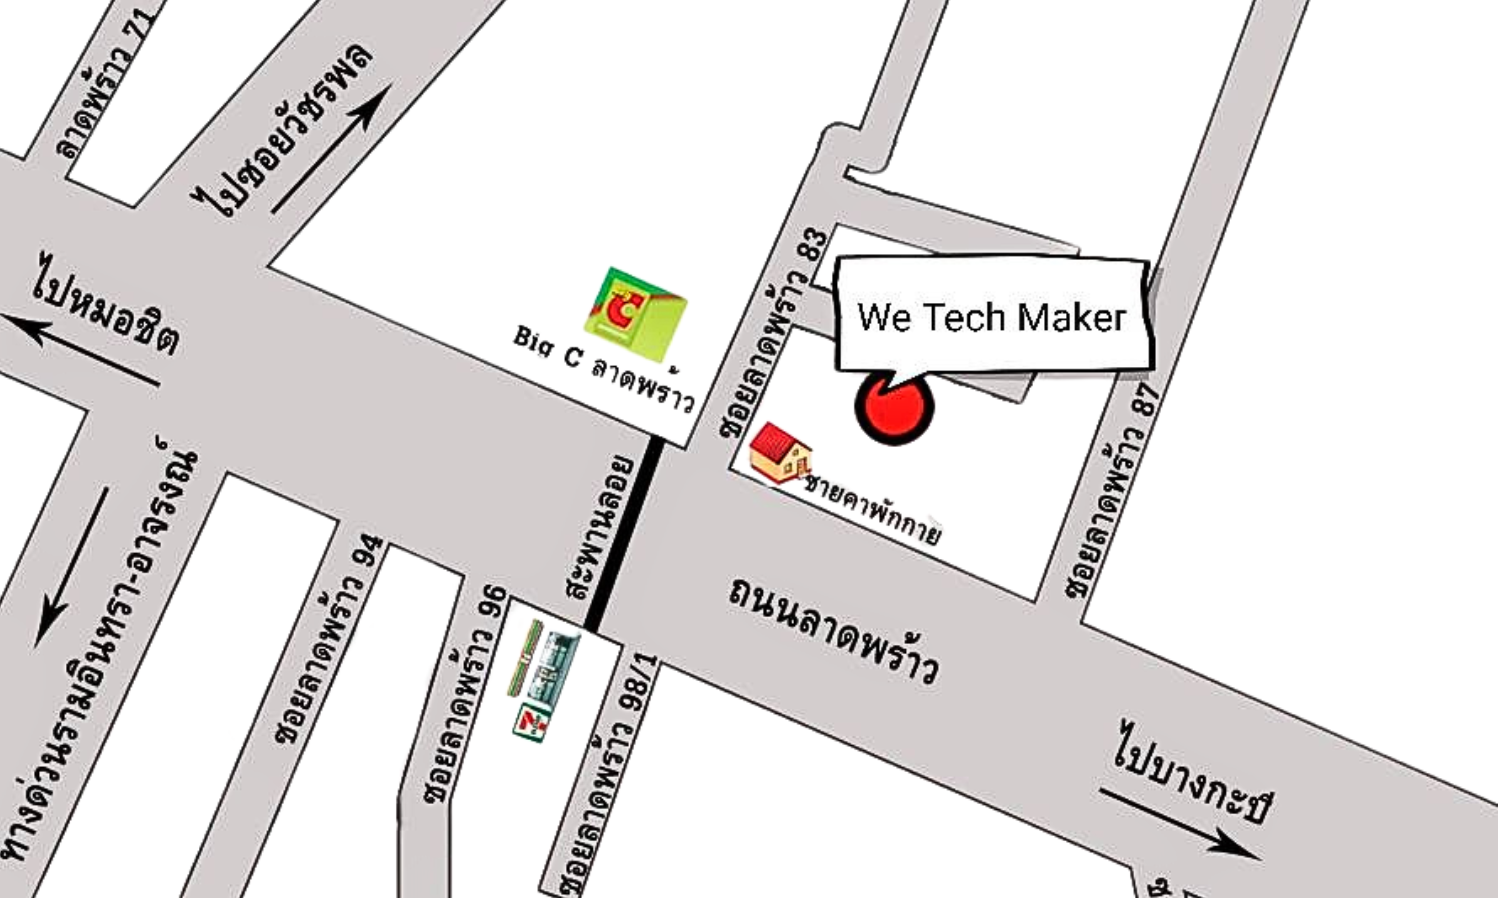 ลาดพร้าว 71
ไปซอยวัชรพล
ไปหมอชิต
Big C ลาดพร้าว
ซอยลาดพร้าว 83
We Tech Maker
ซอยลาดพร้าว 87
ชายคาพักกาย
สะพานลอย
ถนนลาดพร้าว
ทางด่วนรามอินทรา-อาจรงณ์
ซอยลาดพร้าว 94
ซอยลาดพร้าว 96
7
ซอยลาดพร้าว 98/1
ไปบางกะปิ